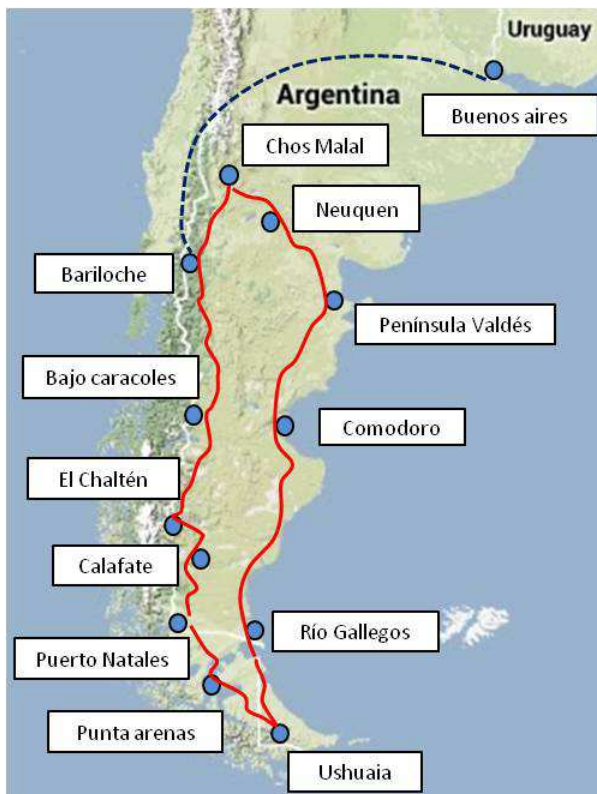 Uruguay
Argentina
Buenos aires
Chos Malal
Neuquen
Bariloche
Península Valdés
Bajo caracoles
Comodoro
El Chaltén
Calafate
Río Gallegos
Puerto Natales
Punta arenas
Ushuaia